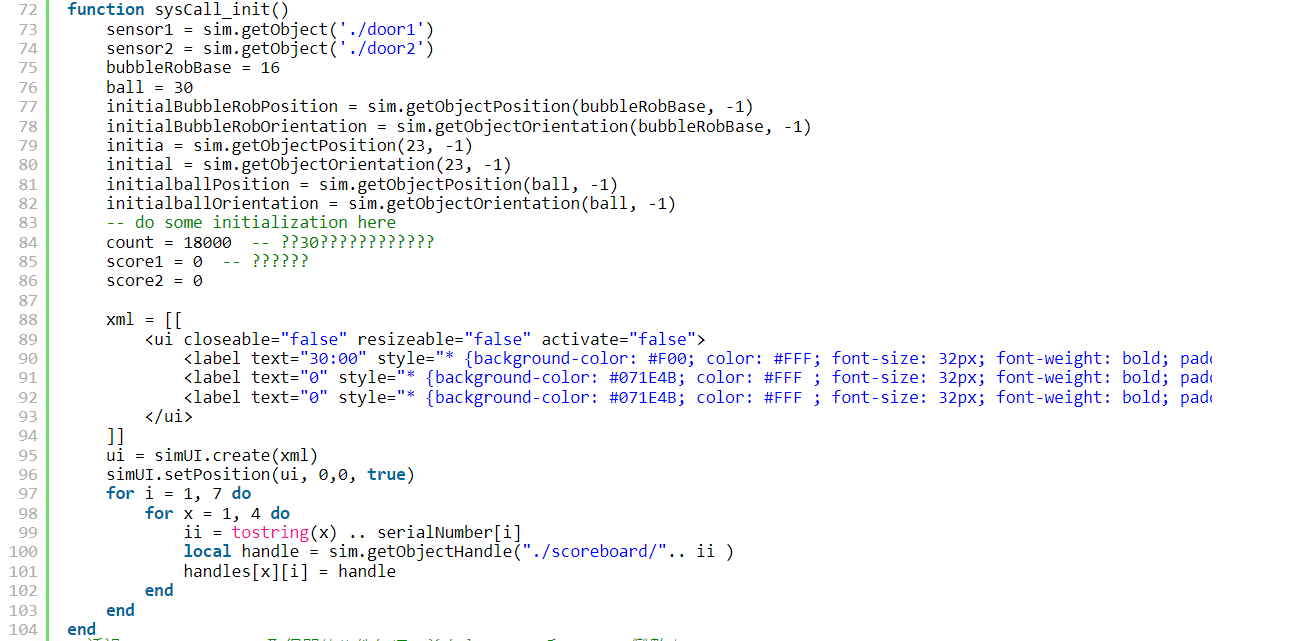 72 function sysCall_init()
73 sensor1 = sim.getObject('./door1')
74 sensor2 = sim.getObject('./door2')
75 bubbleRobBase = 16
76 ball = 30
77 initialBubbleRobPosition = sim.getObjectPosition(bubbleRobBase, -1)
78 initialBubbleRobOrientation = sim.getObjectOrientation(bubbleRobBase, -1)
79 initia = sim.getObjectPosition(23, -1)
80 initial = sim.getObjectOrientation(23, -1)
81 initialballPosition = sim.getObjectPosition(ball, -1)
82 initialballOrientation = sim.getObjectOrientation(ball, -1)
83 -- do some initialization here
84 count = 18000  -- ??30????????????
85 score1 = 0  -- ??????
86 score2 = 0
87
88 xml = [[
89 <ui closeable="false" resizeable="false" activate="false">
90 <label text="30:00" style="* {background-color: #F00; color: #FFF; font-size: 32px; font-weight: bold;
91 <label text="0" style="* {background-color: #071E4B; color: #FFF ; font-size: 32px; font-weight: bold;
92 <label text="0" style="* {background-color: #071E4B; color: #FFF ; font-size: 32px; font-weight: bold;
93 </ui>
94 ]]
95 ui = simUI.create(xml)
96 simUI.setPosition(ui, 0,0, true)
97 for i = 1, 7 do
98 for x = 1, 4 do
99 ii = tostring(x) .. serialNumber[i]
100 local handle = sim.getObjectHandle("./scoreboard/".. ii )
101 handles[x][i] = handle
102 end
103 end
104 end